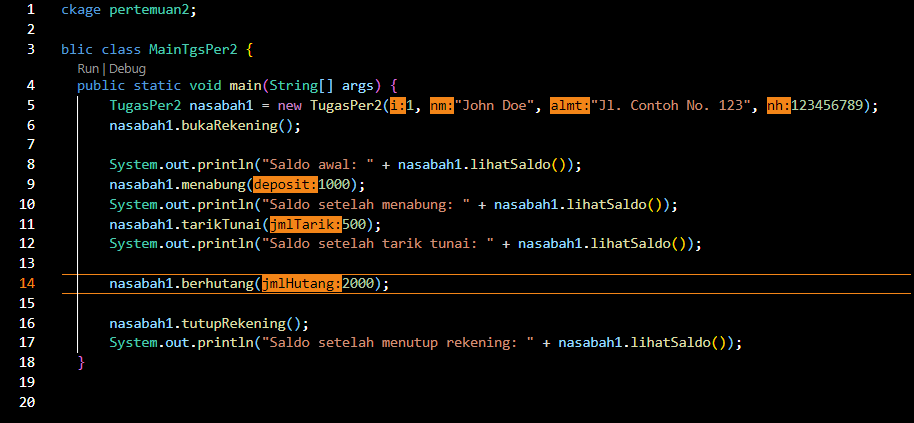 1 ckage pertemuan2;
2
3 blic class MainTgsPer2 {
Run | Debug
4 public static void main(String[] args) {
5 TugasPer2 nasabah1 = new TugasPer2(i:1, nm:"John Doe", almt:"Jl. Contoh No. 123", nh:123456789);
6 nasabah1.bukaRekening();
7
8 System.out.println("Saldo awal: " + nasabah1.lihatSaldo());
9 nasabah1.menabung(deposit:1000);
10 System.out.println("Saldo setelah menabung: " + nasabah1.lihatSaldo());
11 nasabah1.tarikTunai(jmlTarik:500);
12 System.out.println("Saldo setelah tarik tunai: " + nasabah1.lihatSaldo());
13
14 nasabah1.berhutang(jmlHutang:2000);
15
16 nasabah1.tutupRekening();
17 System.out.println("Saldo setelah menutup rekening: " + nasabah1.lihatSaldo());
18 }
19
20